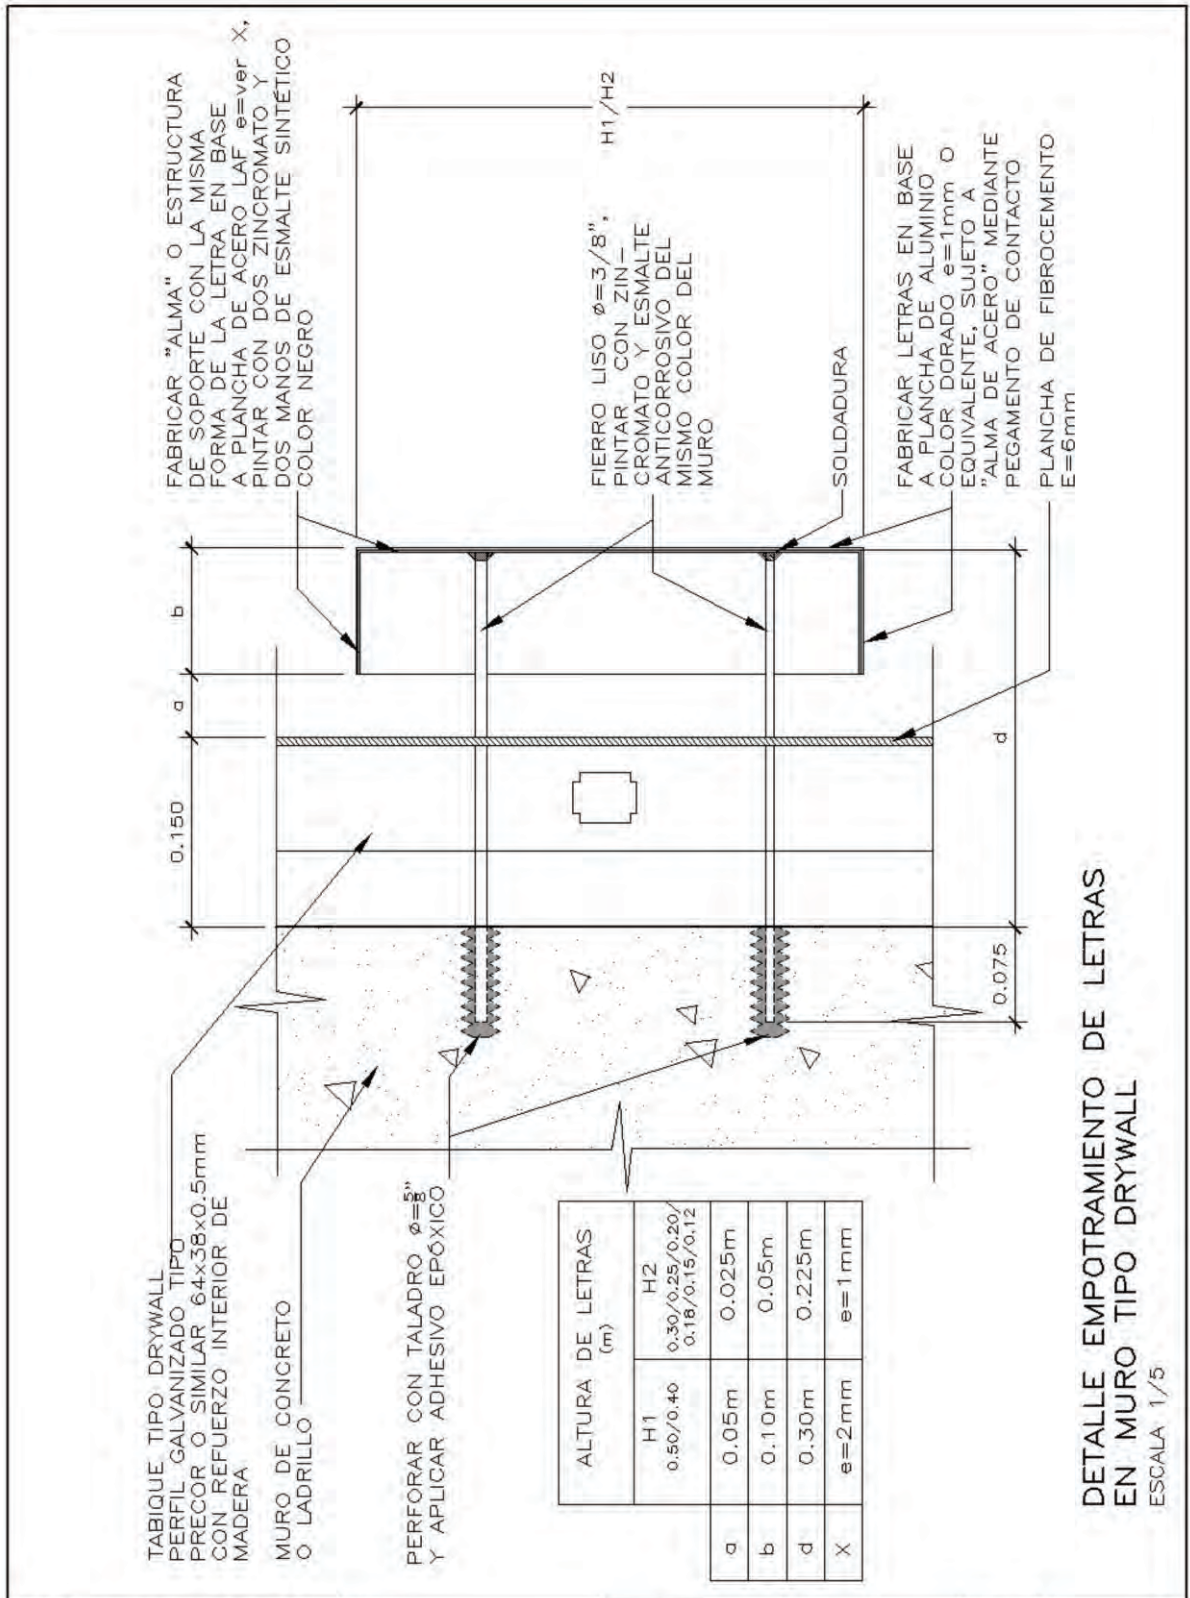 TABIQUE TIPO DRYWALL
PERFIL GALVANIZADO TIPO
PRECOR O SIMILAR 64x38x0.5mm
CON REFUERZO INTERIOR DE
MADERA
MURO DE CONCRETO
O LADRILLO
PERFORAR CON TALADRO ø=5/8"
Y APLICAR ADHESIVO EPÓXICO
FABRICAR "ALMA" O ESTRUCTURA
DE SOPORTE CON LA MISMA
FORMA DE LA LETRA EN BASE
A PLANCHA DE ACERO LAF e=ver X,
PINTAR CON DOS ZINCROMATO Y
DOS MANOS DE ESMALTE SINTÉTICO
COLOR NEGRO
FIERRO LISO ø=3/8",
PINTAR CON ZIN–
CROMATO Y ESMALTE
ANTICORROSIVO DEL
MISMO COLOR DEL
MURO
SOLDADURA
FABRICAR LETRAS EN BASE
A PLANCHA DE ALUMINIO
COLOR DORADO e=1mm O
EQUIVALENTE, SUJETO A
"ALMA DE ACERO" MEDIANTE
PEGAMENTO DE CONTACTO
PLANCHA DE FIBROCEMENTO
E=6mm
0.150
a
b
H1/H2
0.075
d
ALTURA DE LETRAS
(m)
H1 H2
0.50/0.40 0.30/0.25/0.20/
0.18/0.15/0.12
a 0.05m 0.025m
b 0.10m 0.05m
d 0.30m 0.225m
X e=2mm e=1mm
DETALLE EMPOTRAMIENTO DE LETRAS
EN MURO TIPO DRYWALL
ESCALA 1/5